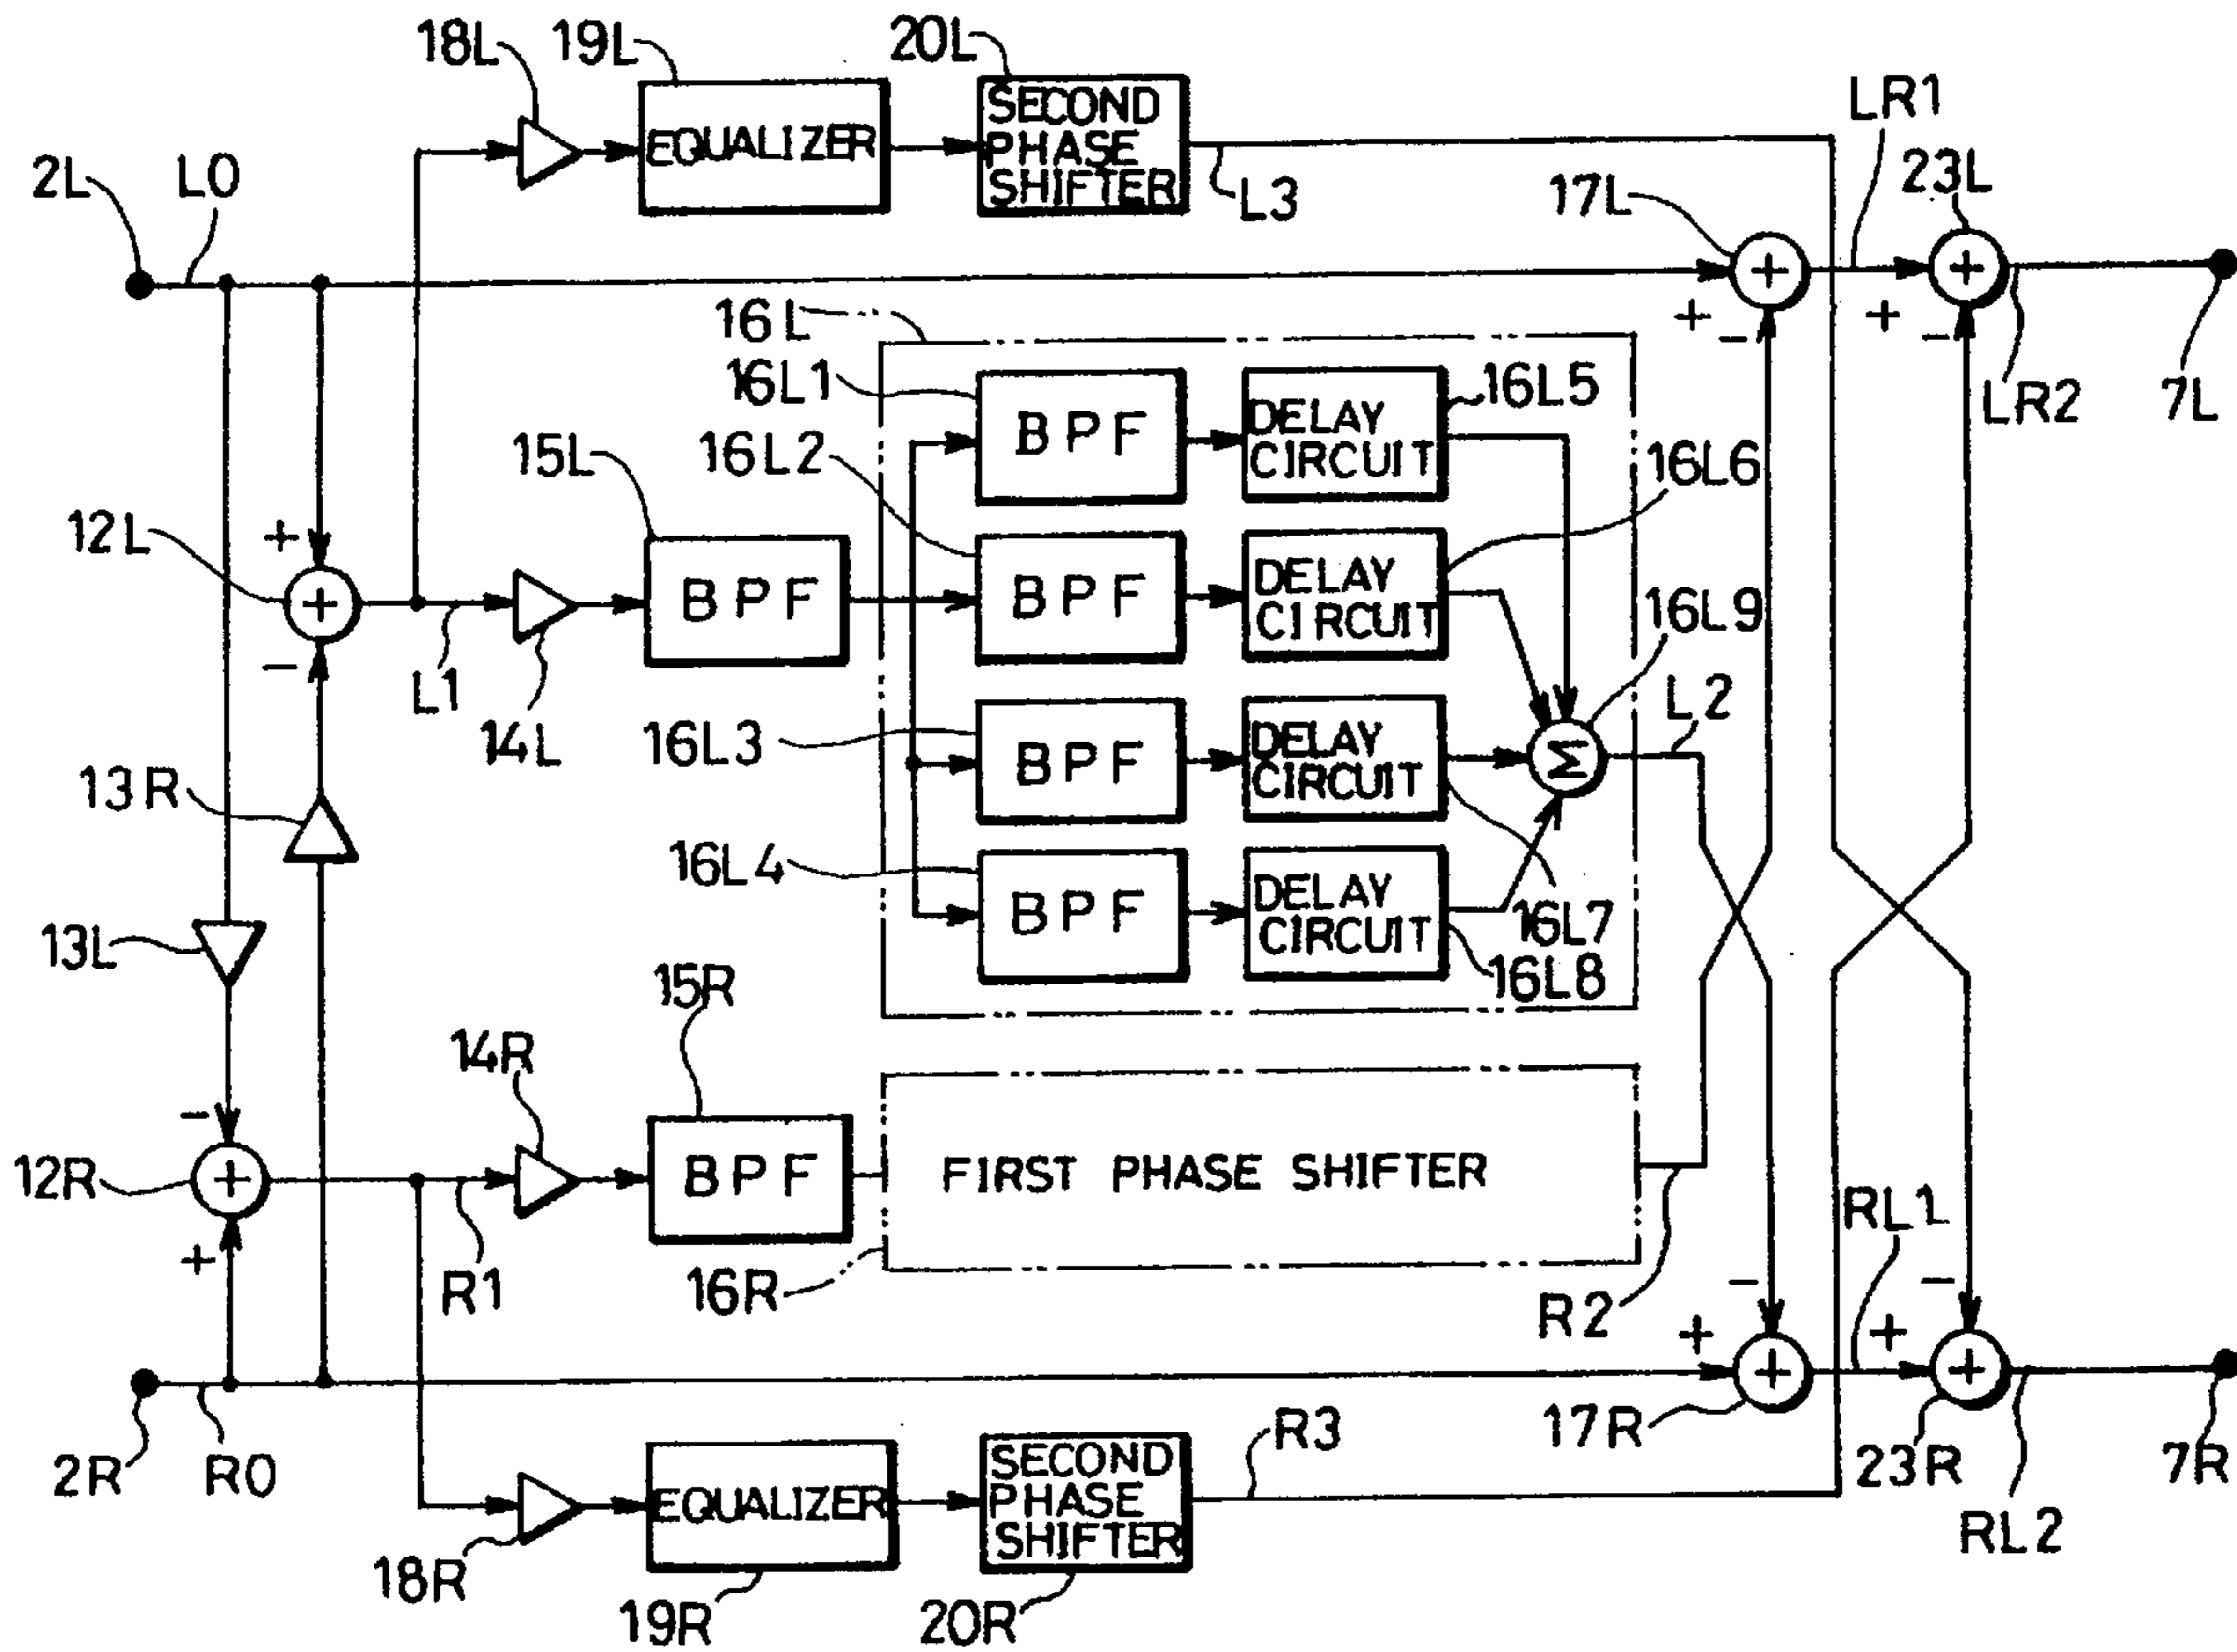 18L 19L 20L
LR1
2L L0
EQUALIZER
SECOND
PHASE
SHIFTER
L3
17L
23L
+
+
16L
+ −
+ −
16L1
BPF
DELAY
CIRCUIT
16L5
LR2
7L
15L
16L2
16L6
12L
+
+
−
BPF
BPF
DELAY
CIRCUIT
16L9
L1
14L
16L3
BPF
DELAY
CIRCUIT
Σ
L2
13R
16L4
BPF
DELAY
CIRCUIT
16L7
16L8
13L
15R
14R
−
12R
+
+
BPF
FIRST PHASE SHIFTER
R1
16R
R2
RL1
−
−
+
+
+
+
2R
R0
17R
23R
RL2
7R
R3
EQUALIZER
SECOND
PHASE
SHIFTER
18R
19R
20R